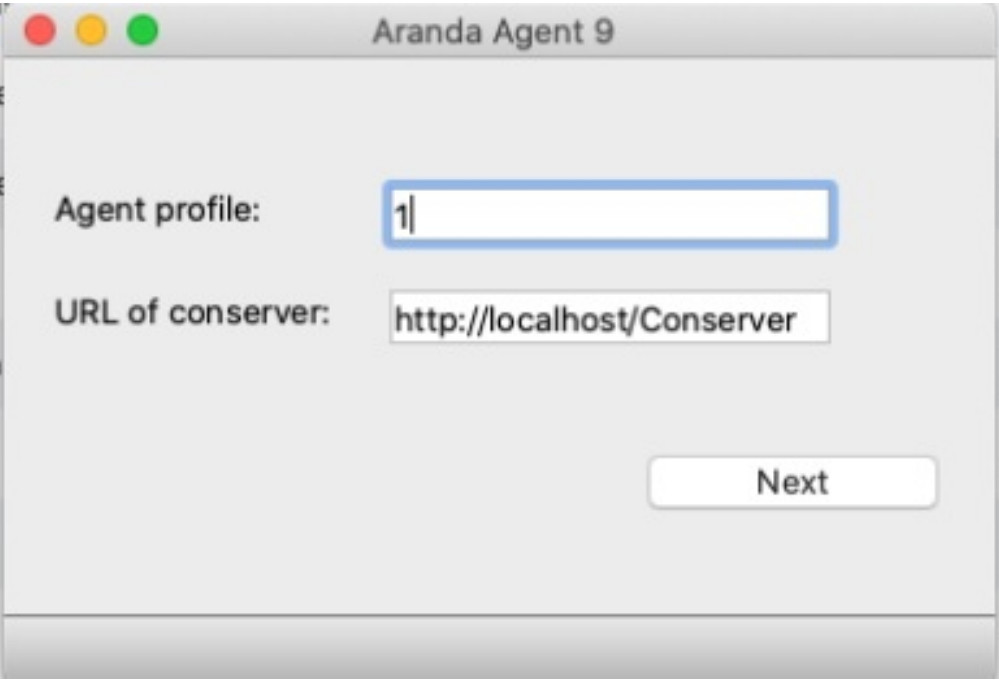 Aranda Agent 9
Agent profile: 1
URL of conserver: http://localhost/Conserver
Next